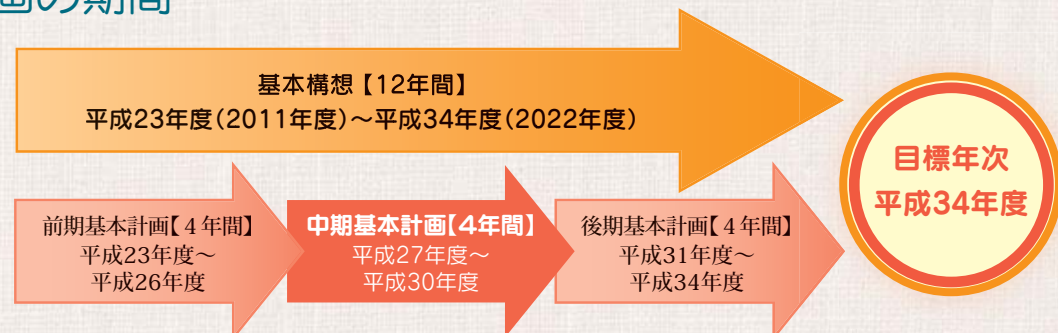 画の期間
基本構想【12年間】
平成23年度(2011年度)～平成34年度(2022年度)
目標年次
平成34年度
前期基本計画【４年間】
平成23年度～
平成26年度
中期基本計画【4年間】
平成27年度～
平成30年度
後期基本計画【４年間】
平成31年度～
平成34年度